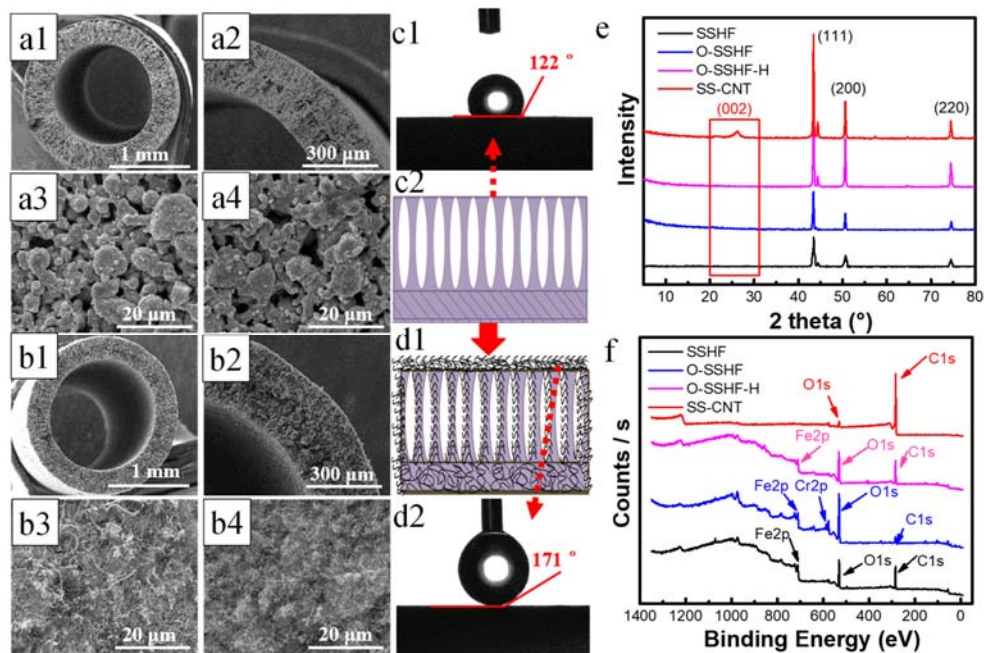 a1
1 mm
a2
300 µm
a3
20 µm
a4
20 µm
b1
1 mm
b2
300 µm
b3
20 µm
b4
20 µm
c1
122 °
c2
d1
d2
171 °
e
SSHF
O-SSHF
O-SSHF-H
SS-CNT
(111)
(002)
(200)
(220)
Intensity
10 20 30 40 50 60 70 80
2 theta (°)
f
SSHF
O-SSHF
O-SSHF-H
SS-CNT
C1s
O1s
Fe2p
O1s
C1s
Fe2p Cr2p
O1s
C1s
Fe2p
O1s
C1s
Counts / s
1400 1200 1000 800 600 400 200 0
Binding Energy (eV)